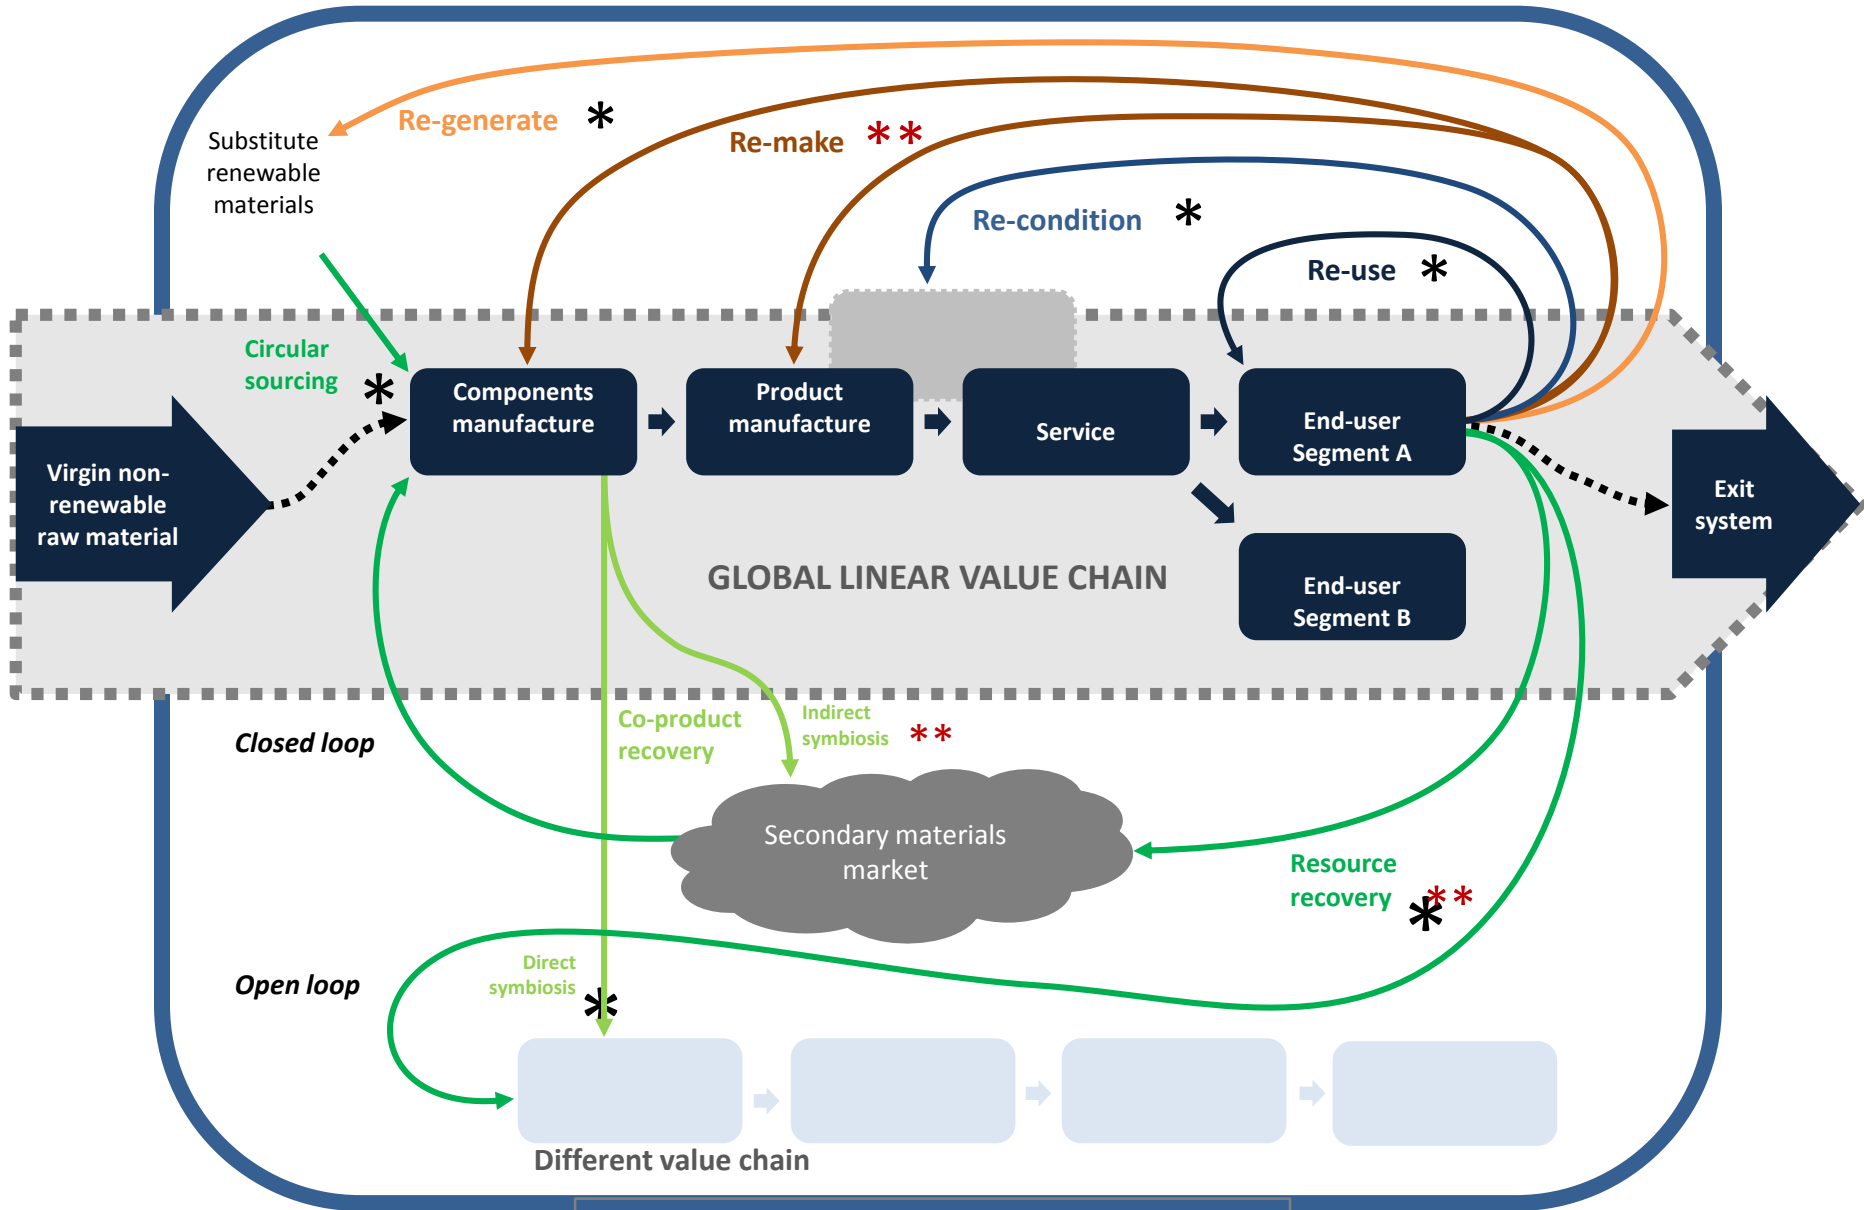 Re-generate *
Re-make **
Substitute
renewable
materials
Re-condition *
Re-use *
Circular
sourcing *
Components
manufacture
Product
manufacture
Service
End-user
Segment A
Virgin non-
renewable
raw material
Exit
system
GLOBAL LINEAR VALUE CHAIN
End-user
Segment B
Closed loop
Co-product
recovery
Indirect
symbiosis **
Secondary materials
market
Resource
recovery * **
Open loop
Direct
symbiosis *
Different value chain